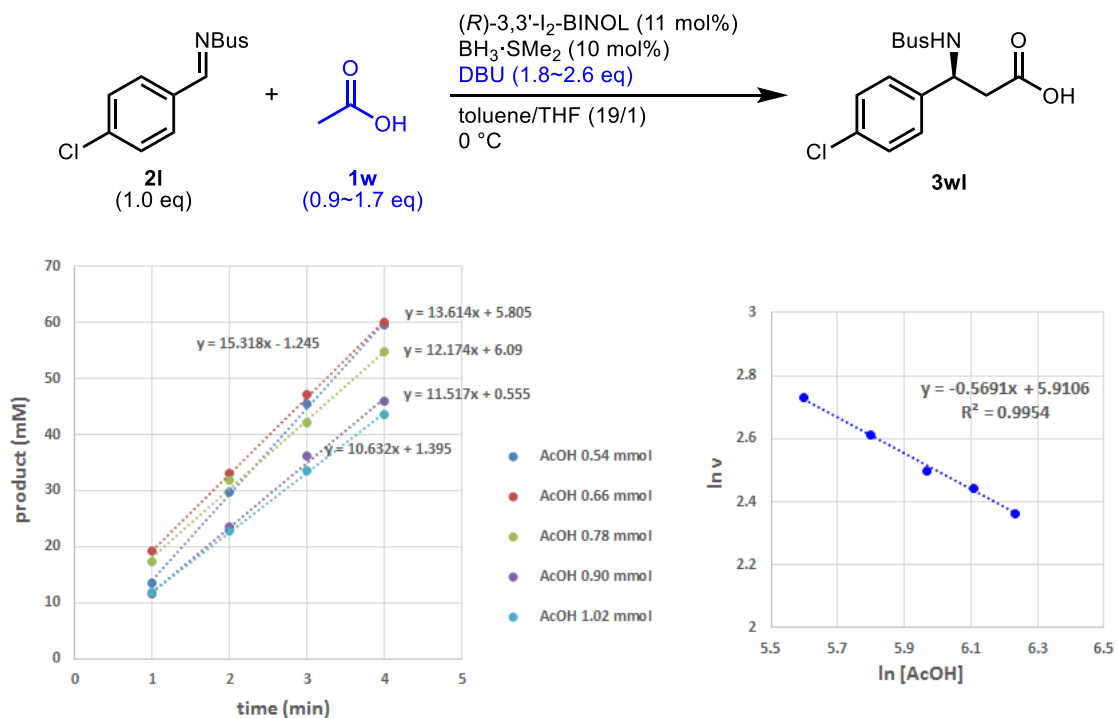 NBus
Cl
2l
(1.0 eq)
+
O
OH
1w
(0.9~1.7 eq)
(R)-3,3'-I2-BINOL (11 mol%)
BH3·SMe2 (10 mol%)
DBU (1.8~2.6 eq)
toluene/THF (19/1)
0 °C
BusHN
O
OH
Cl
3wl
70
60
50
40
30
20
10
0
product (mM)
0 1 2 3 4 5
time (min)
y = 13.614x + 5.805
y = 15.318x - 1.245
y = 12.174x + 6.09
y = 11.517x + 0.555
y = 10.632x + 1.395
AcOH 0.54 mmol
AcOH 0.66 mmol
AcOH 0.78 mmol
AcOH 0.90 mmol
AcOH 1.02 mmol
3
2.8
2.6
2.4
2.2
2
ln v
y = -0.5691x + 5.9106
R² = 0.9954
5.5 5.7 5.9 6.1 6.3 6.5
ln [AcOH]